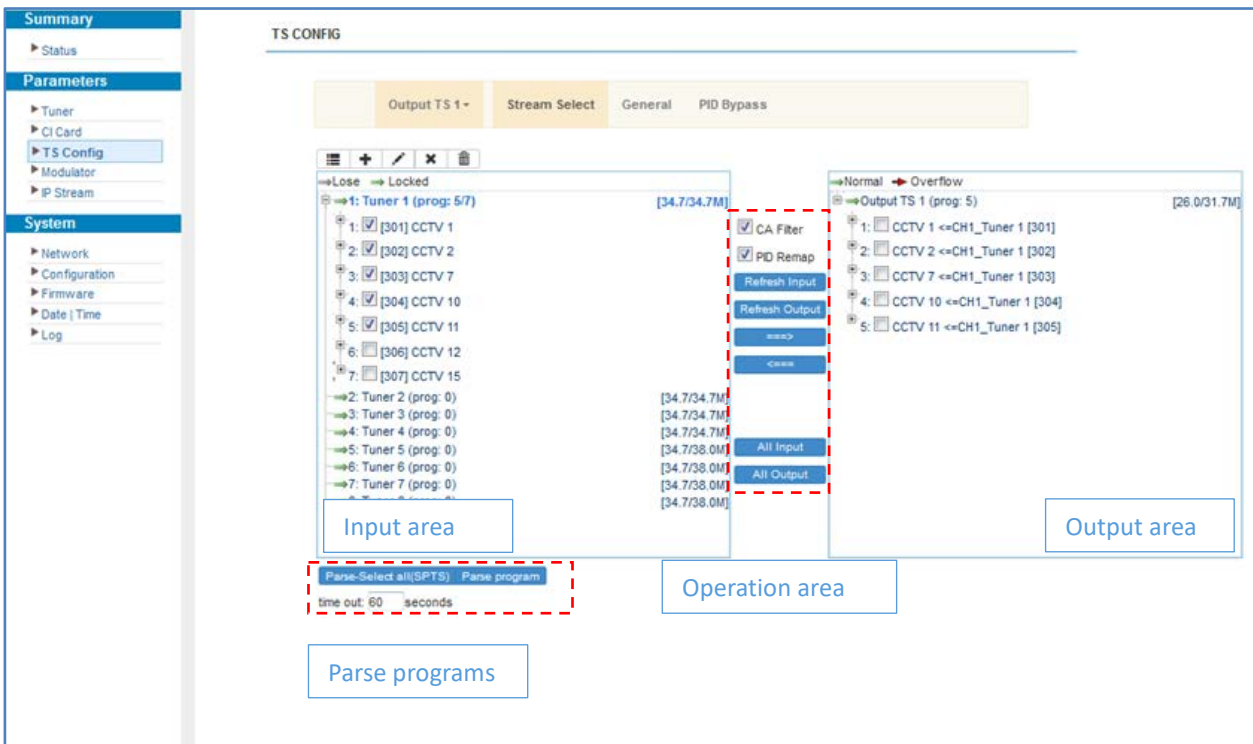 Summary
Status
Parameters
Tuner
CI Card
TS Config
Modulator
IP Stream
System
Network
Configuration
Firmware
Date | Time
Log
TS CONFIG
Output TS 1
Stream Select
General
PID Bypass
Lose Locked
1: Tuner 1 (prog: 5/7) [34.7/34.7M]
1: [301] CCTV 1
2: [302] CCTV 2
3: [303] CCTV 7
4: [304] CCTV 10
5: [305] CCTV 11
6: [306] CCTV 12
7: [307] CCTV 15
2: Tuner 2 (prog: 0) [34.7/34.7M]
3: Tuner 3 (prog: 0) [34.7/34.7M]
4: Tuner 4 (prog: 0) [34.7/34.7M]
5: Tuner 5 (prog: 0) [34.7/38.0M]
6: Tuner 6 (prog: 0) [34.7/38.0M]
7: Tuner 7 (prog: 0) [34.7/38.0M]
[34.7/38.0M]
Input area
CA Filter
PID Remap
Refresh Input
Refresh Output
===>
<===
All Input
All Output
Normal Overflow
Output TS 1 (prog: 5) [26.0/31.7M]
1: CCTV 1 <=CH1_Tuner 1 [301]
2: CCTV 2 <=CH1_Tuner 1 [302]
3: CCTV 7 <=CH1_Tuner 1 [303]
4: CCTV 10 <=CH1_Tuner 1 [304]
5: CCTV 11 <=CH1_Tuner 1 [305]
Output area
Parse-Select all(SPTS) Parse program
time out: 60 seconds
Operation area
Parse programs